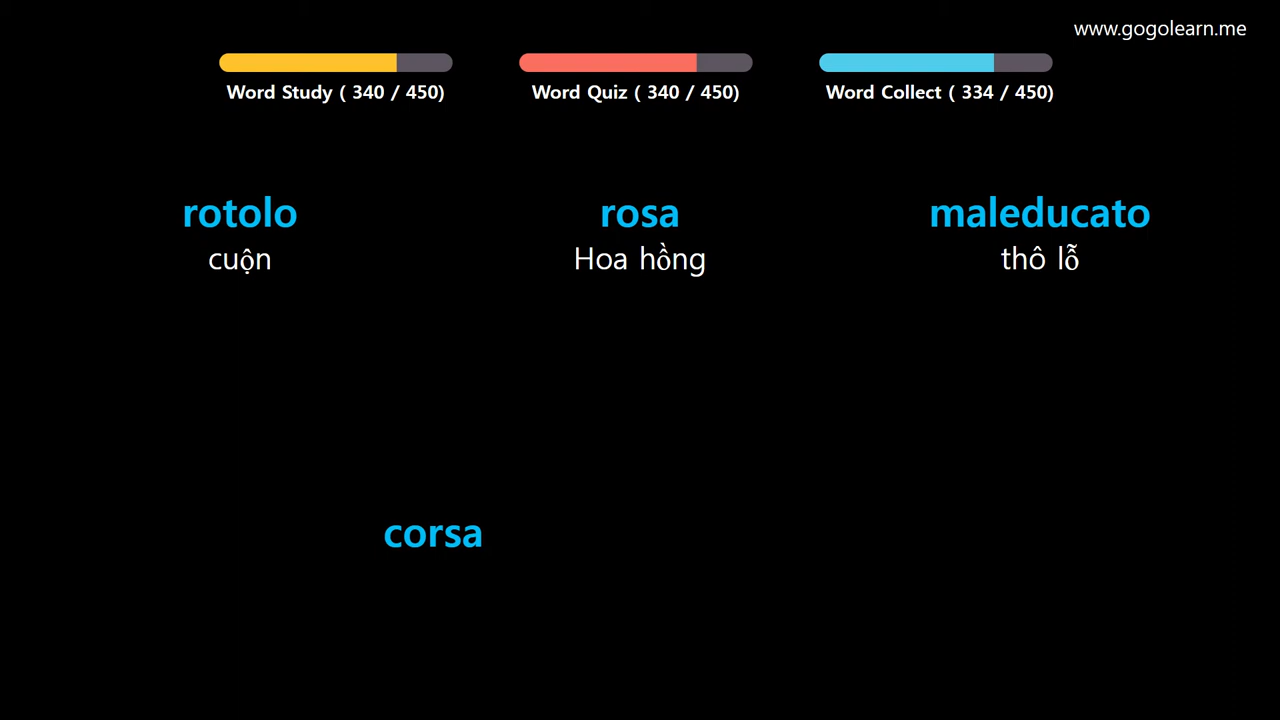 www.gogolearn.me
Word Study ( 340 / 450)
Word Quiz ( 340 / 450)
Word Collect ( 334 / 450)
rotolo
cuộn
rosa
Hoa hồng
maleducato
thô lỗ
corsa